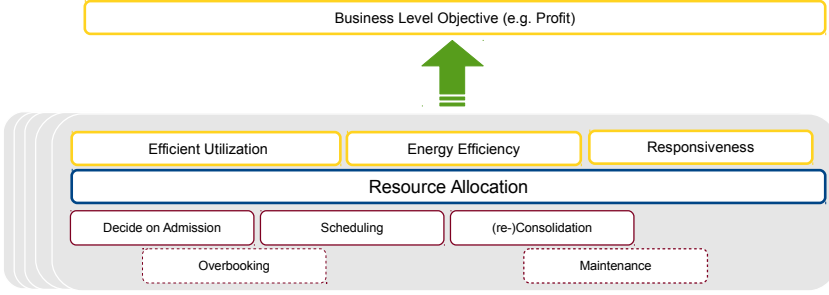 Business Level Objective (e.g. Profit)
Efficient Utilization
Energy Efficiency
Responsiveness
Resource Allocation
Decide on Admission
Scheduling
(re-)Consolidation
Overbooking
Maintenance